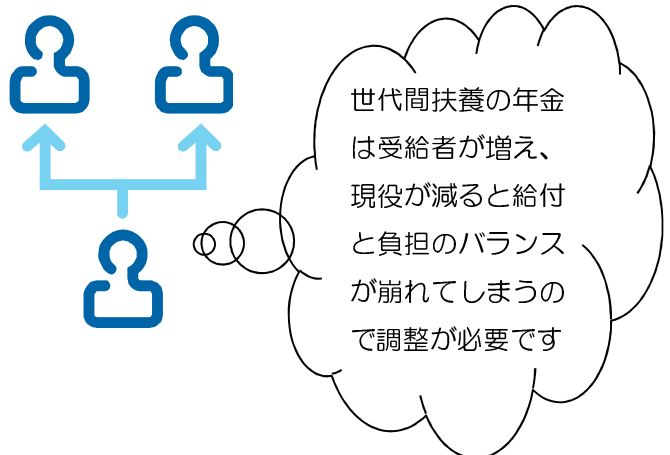 世代間扶養の年金
は受給者が増え、
現役が減ると給付
と負担のバランス
が崩れてしまうの
で調整が必要です